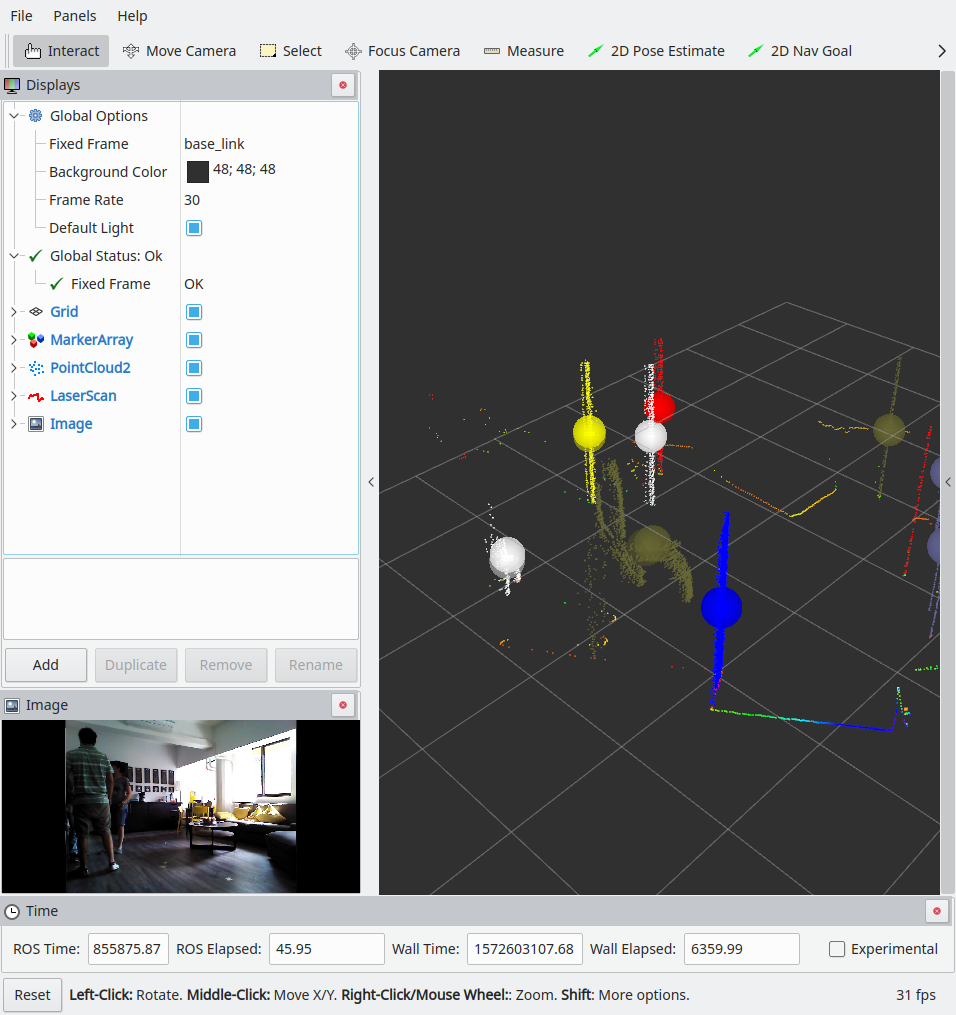 File Panels Help
Interact Move Camera Select Focus Camera Measure 2D Pose Estimate 2D Nav Goal
Displays
Global Options
Fixed Frame base_link
Background Color 48; 48; 48
Frame Rate 30
Default Light
Global Status: Ok
Fixed Frame OK
Grid
MarkerArray
PointCloud2
LaserScan
Image
Add Duplicate Remove Rename
Image
Time
ROS Time: 855875.87 ROS Elapsed: 45.95 Wall Time: 1572603107.68 Wall Elapsed: 6359.99 Experimental
Reset Left-Click: Rotate. Middle-Click: Move X/Y. Right-Click/Mouse Wheel:: Zoom. Shift: More options. 31 fps